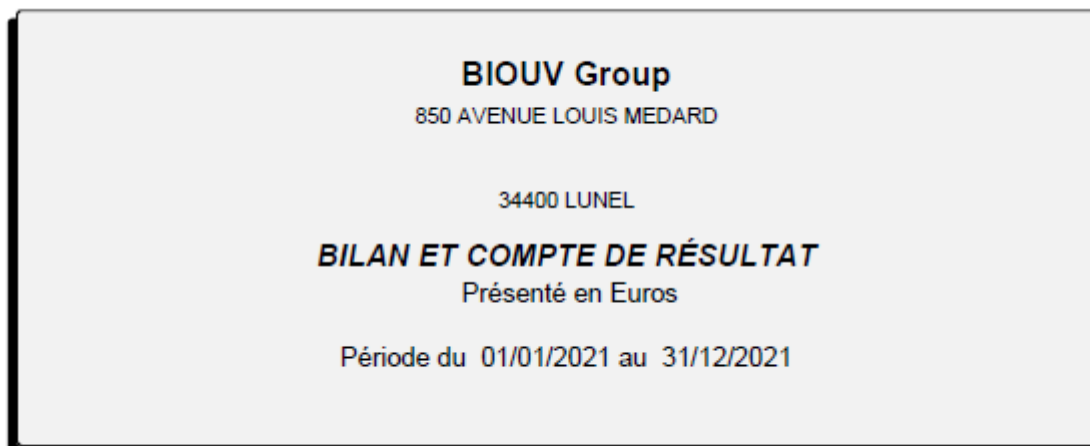 BIOUV Group
850 AVENUE LOUIS MEDARD
34400 LUNEL
BILAN ET COMPTE DE RÉSULTAT
Présenté en Euros
Période du 01/01/2021 au 31/12/2021